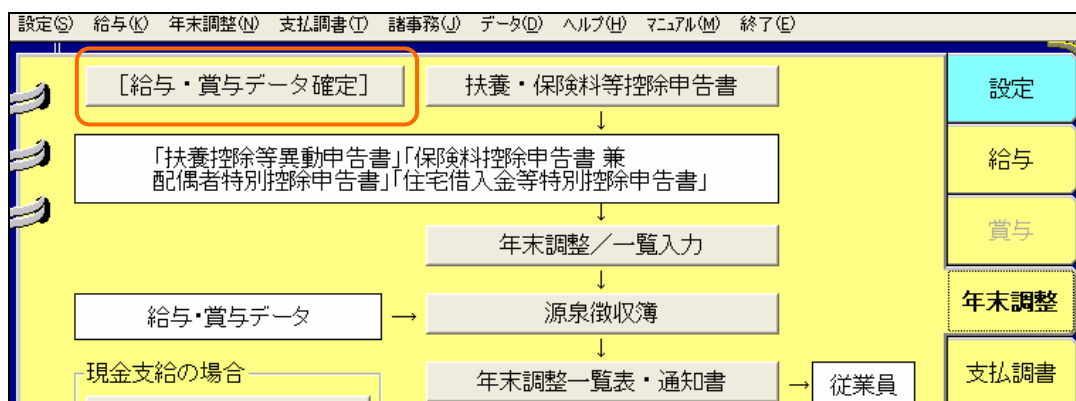 設定(S) 給与(K) 年末調整(N) 支払調書(T) 諸事務(J) データ(D) ヘルプ(H) マニュアル(M) 終了(E)
[給与・賞与データ確定]
扶養・保険料等控除申告書
↓
「扶養控除等異動申告書」「保険料控除申告書 兼
配偶者特別控除申告書」「住宅借入金等特別控除申告書」
↓
年末調整／一覧入力
↓
給与・賞与データ → 源泉徴収簿
↓
現金支給の場合
年末調整一覧表・通知書 → 従業員
設定
給与
賞与
年末調整
支払調書